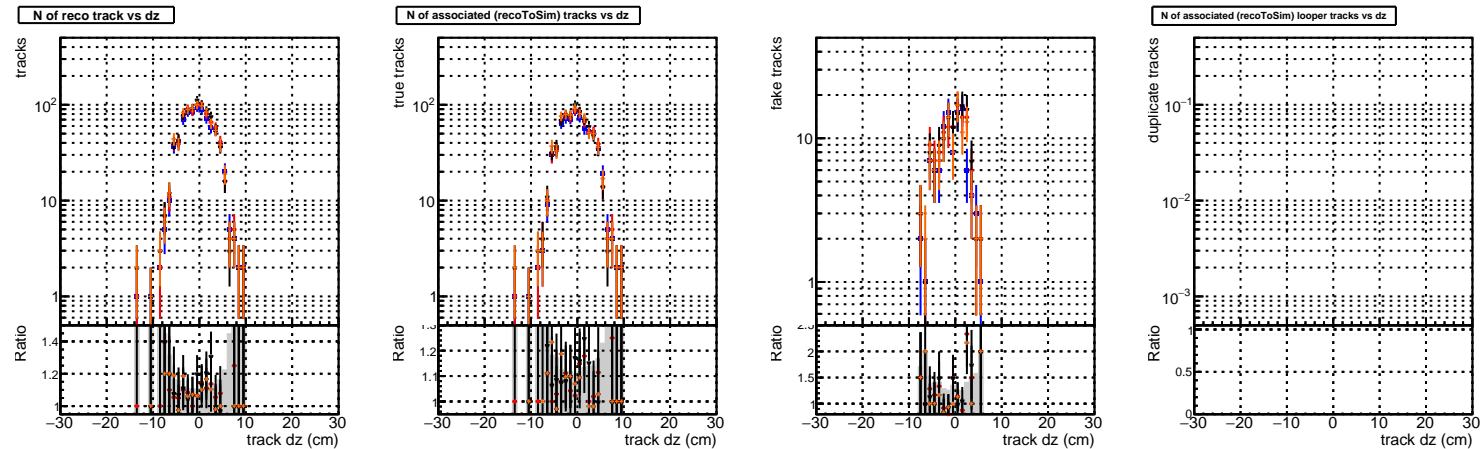 N of reco track vs dz
tracks
10²
10
1
Ratio
1.4
1.2
1
−30 −20 −10 0 10 20 30
track dz (cm)
N of associated (recoToSim) tracks vs dz
true tracks
10²
10
1
Ratio
1.3
1.2
1.1
1
−30 −20 −10 0 10 20 30
track dz (cm)
fake tracks
10
1
Ratio
2.5
2
1.5
1
−30 −20 −10 0 10 20 30
track dz (cm)
N of associated (recoToSim) looper tracks vs dz
duplicate tracks
10⁻¹
10⁻²
10⁻³
Ratio
1
0.5
0
−30 −20 −10 0 10 20 30
track dz (cm)